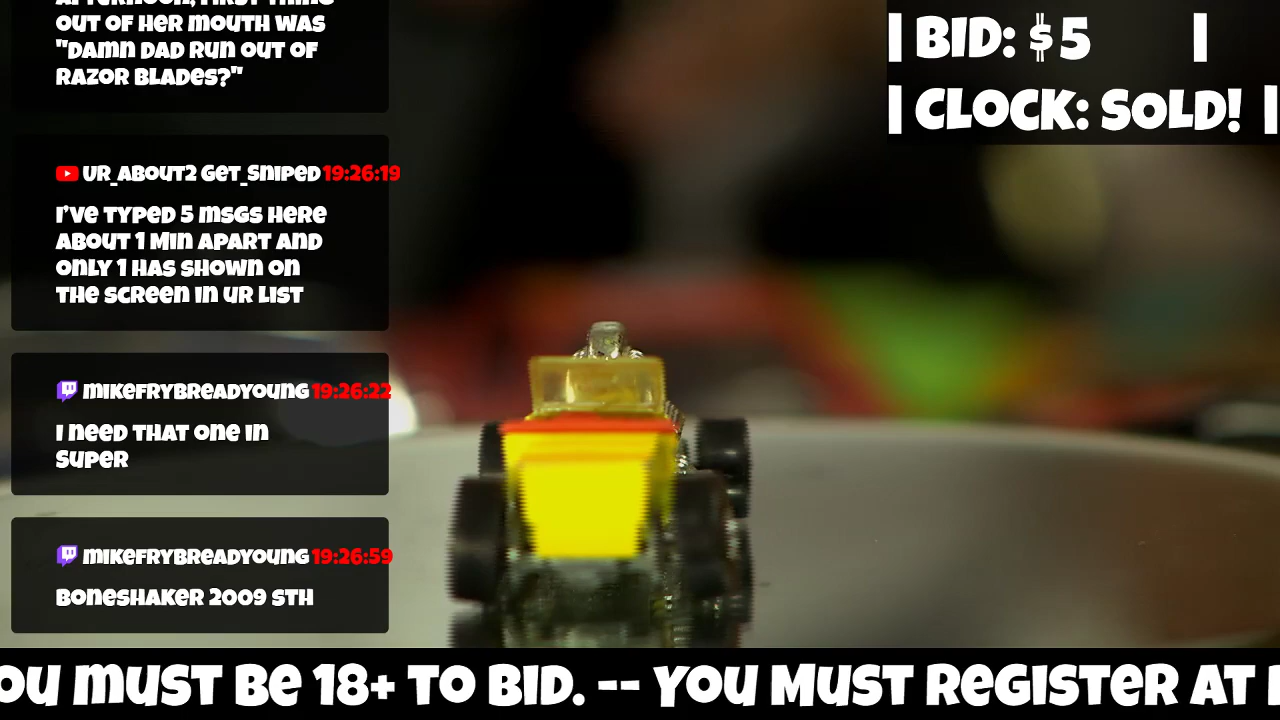 OUT OF HER MOUTH WAS
"DAMN DAD RUN OUT OF
RAZOR BLADES?"
UR_ABOUT2 GET_SNIPED 19:26:19
I'VE TYPED 5 MSGS HERE
ABOUT 1 MIN APART AND
ONLY 1 HAS SHOWN ON
THE SCREEN IN UR LIST
MIKEFRYBREADYOUNG 19:26:22
I NEED THAT ONE IN
SUPER
MIKEFRYBREADYOUNG 19:26:59
BONESHAKER 2009 STH
| BID: $5 |
| CLOCK: SOLD! |
OU MUST BE 18+ TO BID. -- YOU MUST REGISTER AT